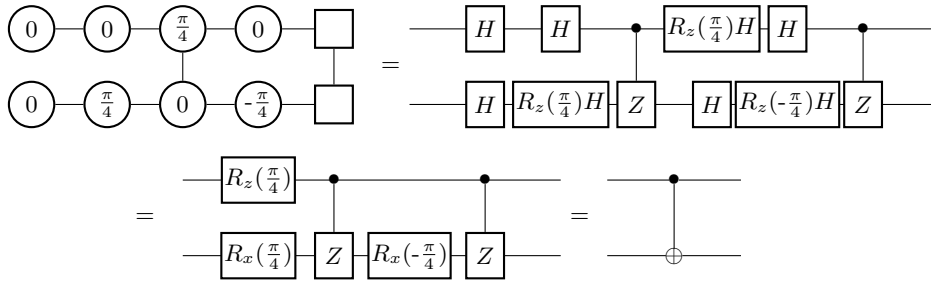 0 0 π/4 0 = H H R_z(π/4)H H
0 π/4 0 -π/4 H R_z(π/4)H Z H R_z(-π/4)H Z
= R_z(π/4) =
R_x(π/4) Z R_x(-π/4) Z